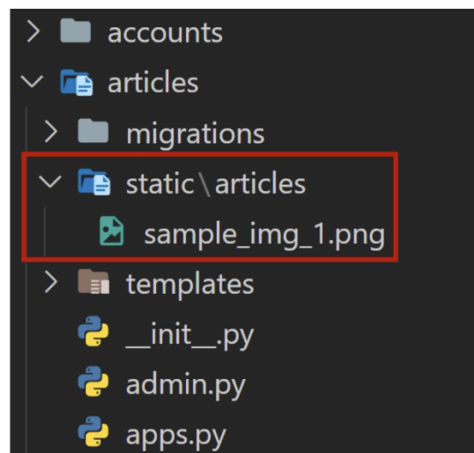 accounts
articles
migrations
static\articles
sample_img_1.png
templates
__init__.py
admin.py
apps.py